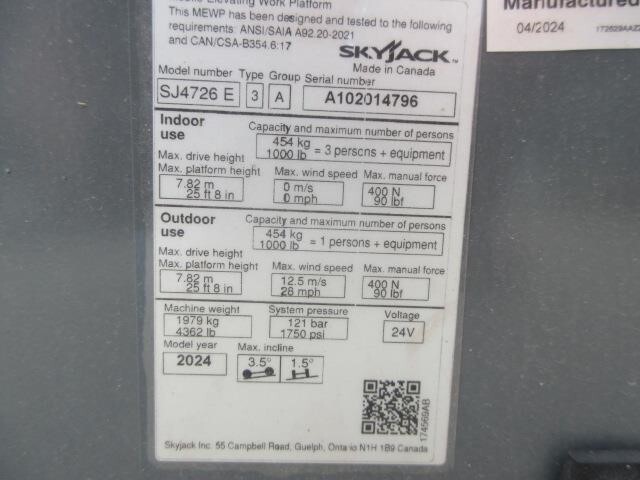 Mobile Elevating Work Platform
This MEWP has been designed and tested to the following
requirements: ANSI/SAIA A92.20-2021
and CAN/CSA-B354.6:17
SKYJACK
Made in Canada
Model number Type Group Serial number
SJ4726 E 3 A A102014796
Indoor use
Capacity and maximum number of persons
454 kg
1000 lb = 3 persons + equipment
Max. drive height
Max. platform height Max. wind speed Max. manual force
7.82 m 0 m/s 400 N
25 ft 8 in 0 mph 90 lbf
Outdoor use
Capacity and maximum number of persons
454 kg
1000 lb = 1 persons + equipment
Max. drive height
Max. platform height Max. wind speed Max. manual force
7.82 m 12.5 m/s 400 N
25 ft 8 in 28 mph 90 lbf
Machine weight System pressure Voltage
1979 kg 121 bar 24V
4362 lb 1750 psi
Model year Max. incline
2024 3.5° 1.5°
174569AB
Skyjack Inc. 55 Campbell Road, Guelph, Ontario N1H 1B9 Canada
Manufactured
04/2024